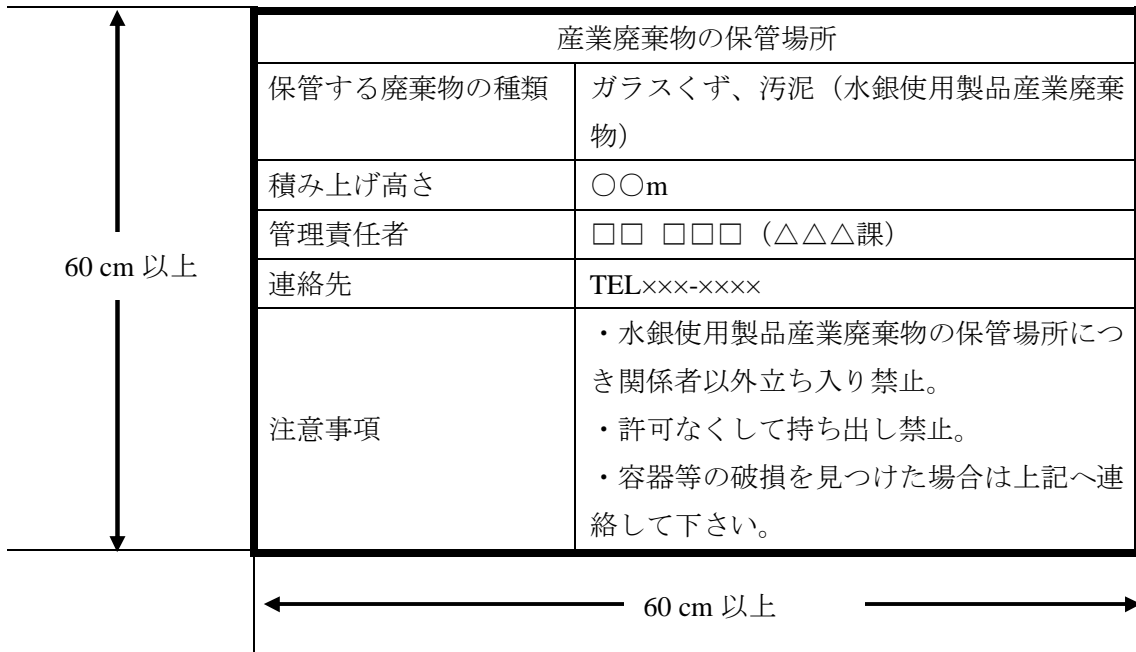 産業廃棄物の保管場所
保管する廃棄物の種類
ガラスくず、汚泥（水銀使用製品産業廃棄
物）
積み上げ高さ
○○m
管理責任者
□□ □□□（△△△課）
60 cm 以上
連絡先
TEL×××-××××
注意事項
・水銀使用製品産業廃棄物の保管場所につ
き関係者以外立ち入り禁止。
・許可なくして持ち出し禁止。
・容器等の破損を見つけた場合は上記へ連
絡して下さい。
60 cm 以上